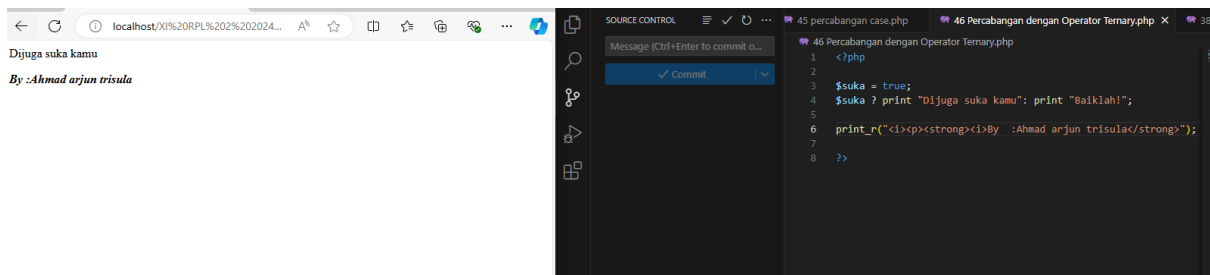 localhost/XI%20RPL%202%202024...
Dijuga suka kamu
By :Ahmad arjun trisula
SOURCE CONTROL
Message (Ctrl+Enter to commit o...
Commit
45 percabangan case.php
46 Percabangan dengan Operator Ternary.php
38
46 Percabangan dengan Operator Ternary.php
1 <?php
2
3 $suka = true;
4 $suka ? print "Dijuga suka kamu": print "Baiklah!";
5
6 print_r("<i><p><strong><i>By  :Ahmad arjun trisula</strong>");
7
8 ?>